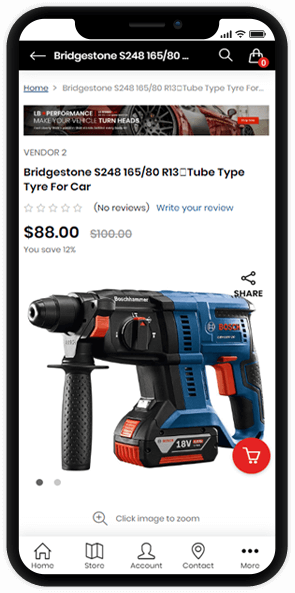 Bridgestone S248 165/80 ...
0
Home > Bridgestone S248 165/80 R13□Tube Type Tyre For...
LB PERFORMANCE
MAKE YOUR VEHICLE TURN HEADS
VENDOR 2
Bridgestone S248 165/80 R13□Tube Type
Tyre For Car
(No reviews) Write your review
$88.00 $100.00
You save 12%
SHARE
Boschhammer
BOSCH
18V
Click image to zoom
Home Store Account Contact More